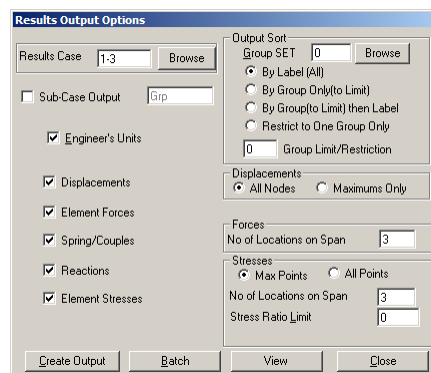 Results Output Options
Results Case 1-3 Browse
Sub-Case Output Grp
Engineer's Units
Displacements
Element Forces
Spring/Couples
Reactions
Element Stresses
Output Sort
Group SET 0 Browse
By Label (All)
By Group Only(to Limit)
By Group(to Limit) then Label
Restrict to One Group Only
0 Group Limit/Restriction
Displacements
All Nodes Maximums Only
Forces
No of Locations on Span 3
Stresses
Max Points All Points
No of Locations on Span 3
Stress Ratio Limit 0
Create Output Batch View Close